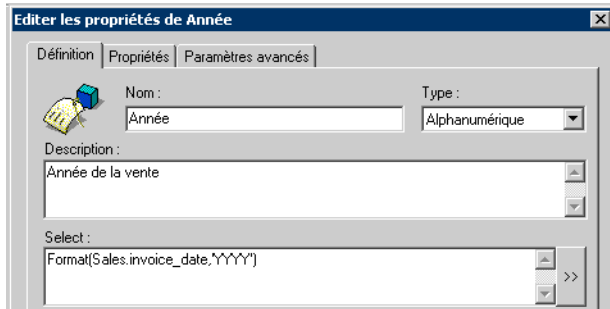 Editer les propriétés de Année
Définition Propriétés Paramètres avancés
Nom : Type :
Année Alphanumérique
Description :
Année de la vente
Select :
Format(Sales.invoice_date,'YYYY')
>>